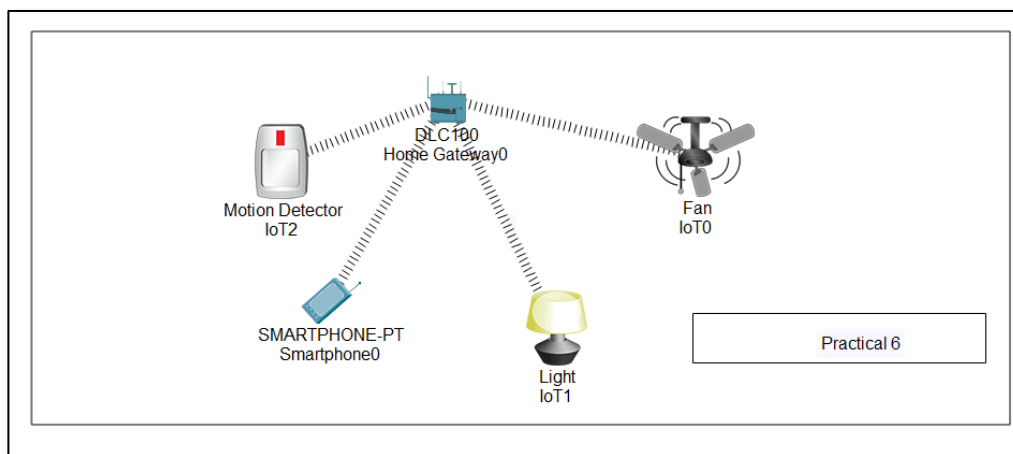 DLC100
Home Gateway0
Motion Detector
IoT2
Fan
IoT0
SMARTPHONE-PT
Smartphone0
Light
IoT1
Practical 6